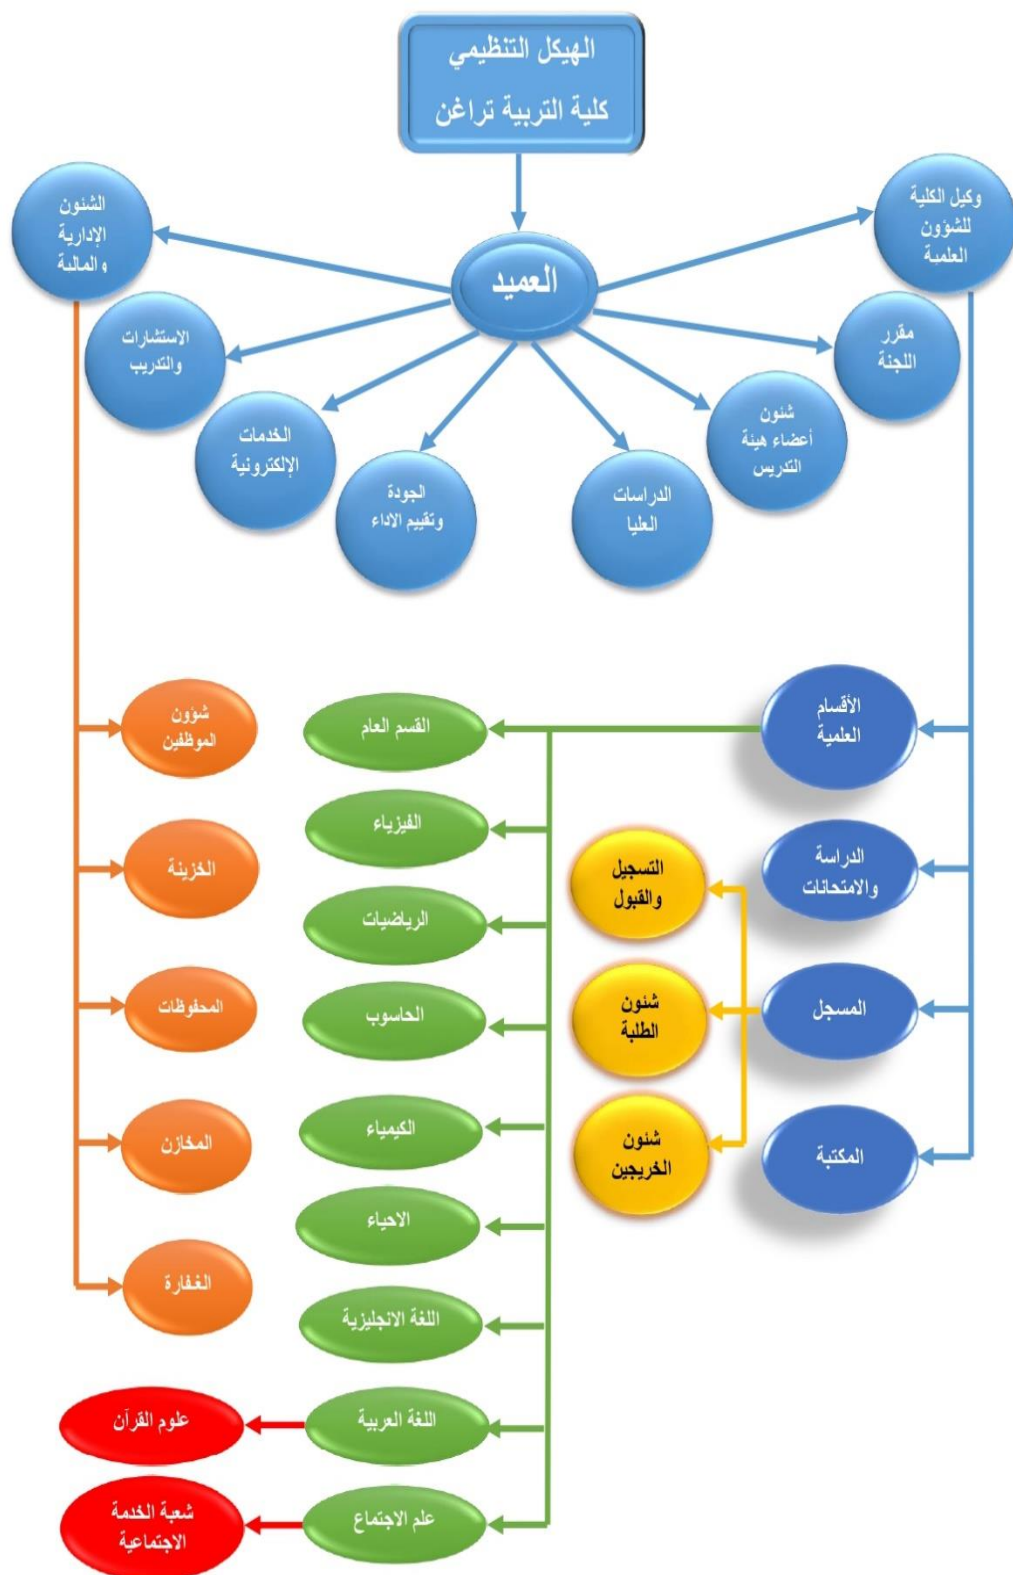 الهيكل التنظيمي
كلية التربية تراغن
العميد
وكيل الكلية
للشؤون
العلمية
مقرر
اللجنة
شئون
أعضاء هيئة
التدريس
الدراسات
العليا
الجودة
وتقييم الاداء
الخدمات
الإلكترونية
الاستشارات
والتدريب
الشئون
الإدارية
والمالية
الأقسام
العلمية
الدراسة
والامتحانات
المسجل
المكتبة
التسجيل
والقبول
شئون
الطلبة
شئون
الخريجين
القسم العام
الفيزياء
الرياضيات
الحاسوب
الكيمياء
الاحياء
اللغة الانجليزية
اللغة العربية
علم الاجتماع
علوم القرآن
شعبة الخدمة
الاجتماعية
شؤون
الموظفين
الخزينة
المحفوظات
المخازن
الغفارة